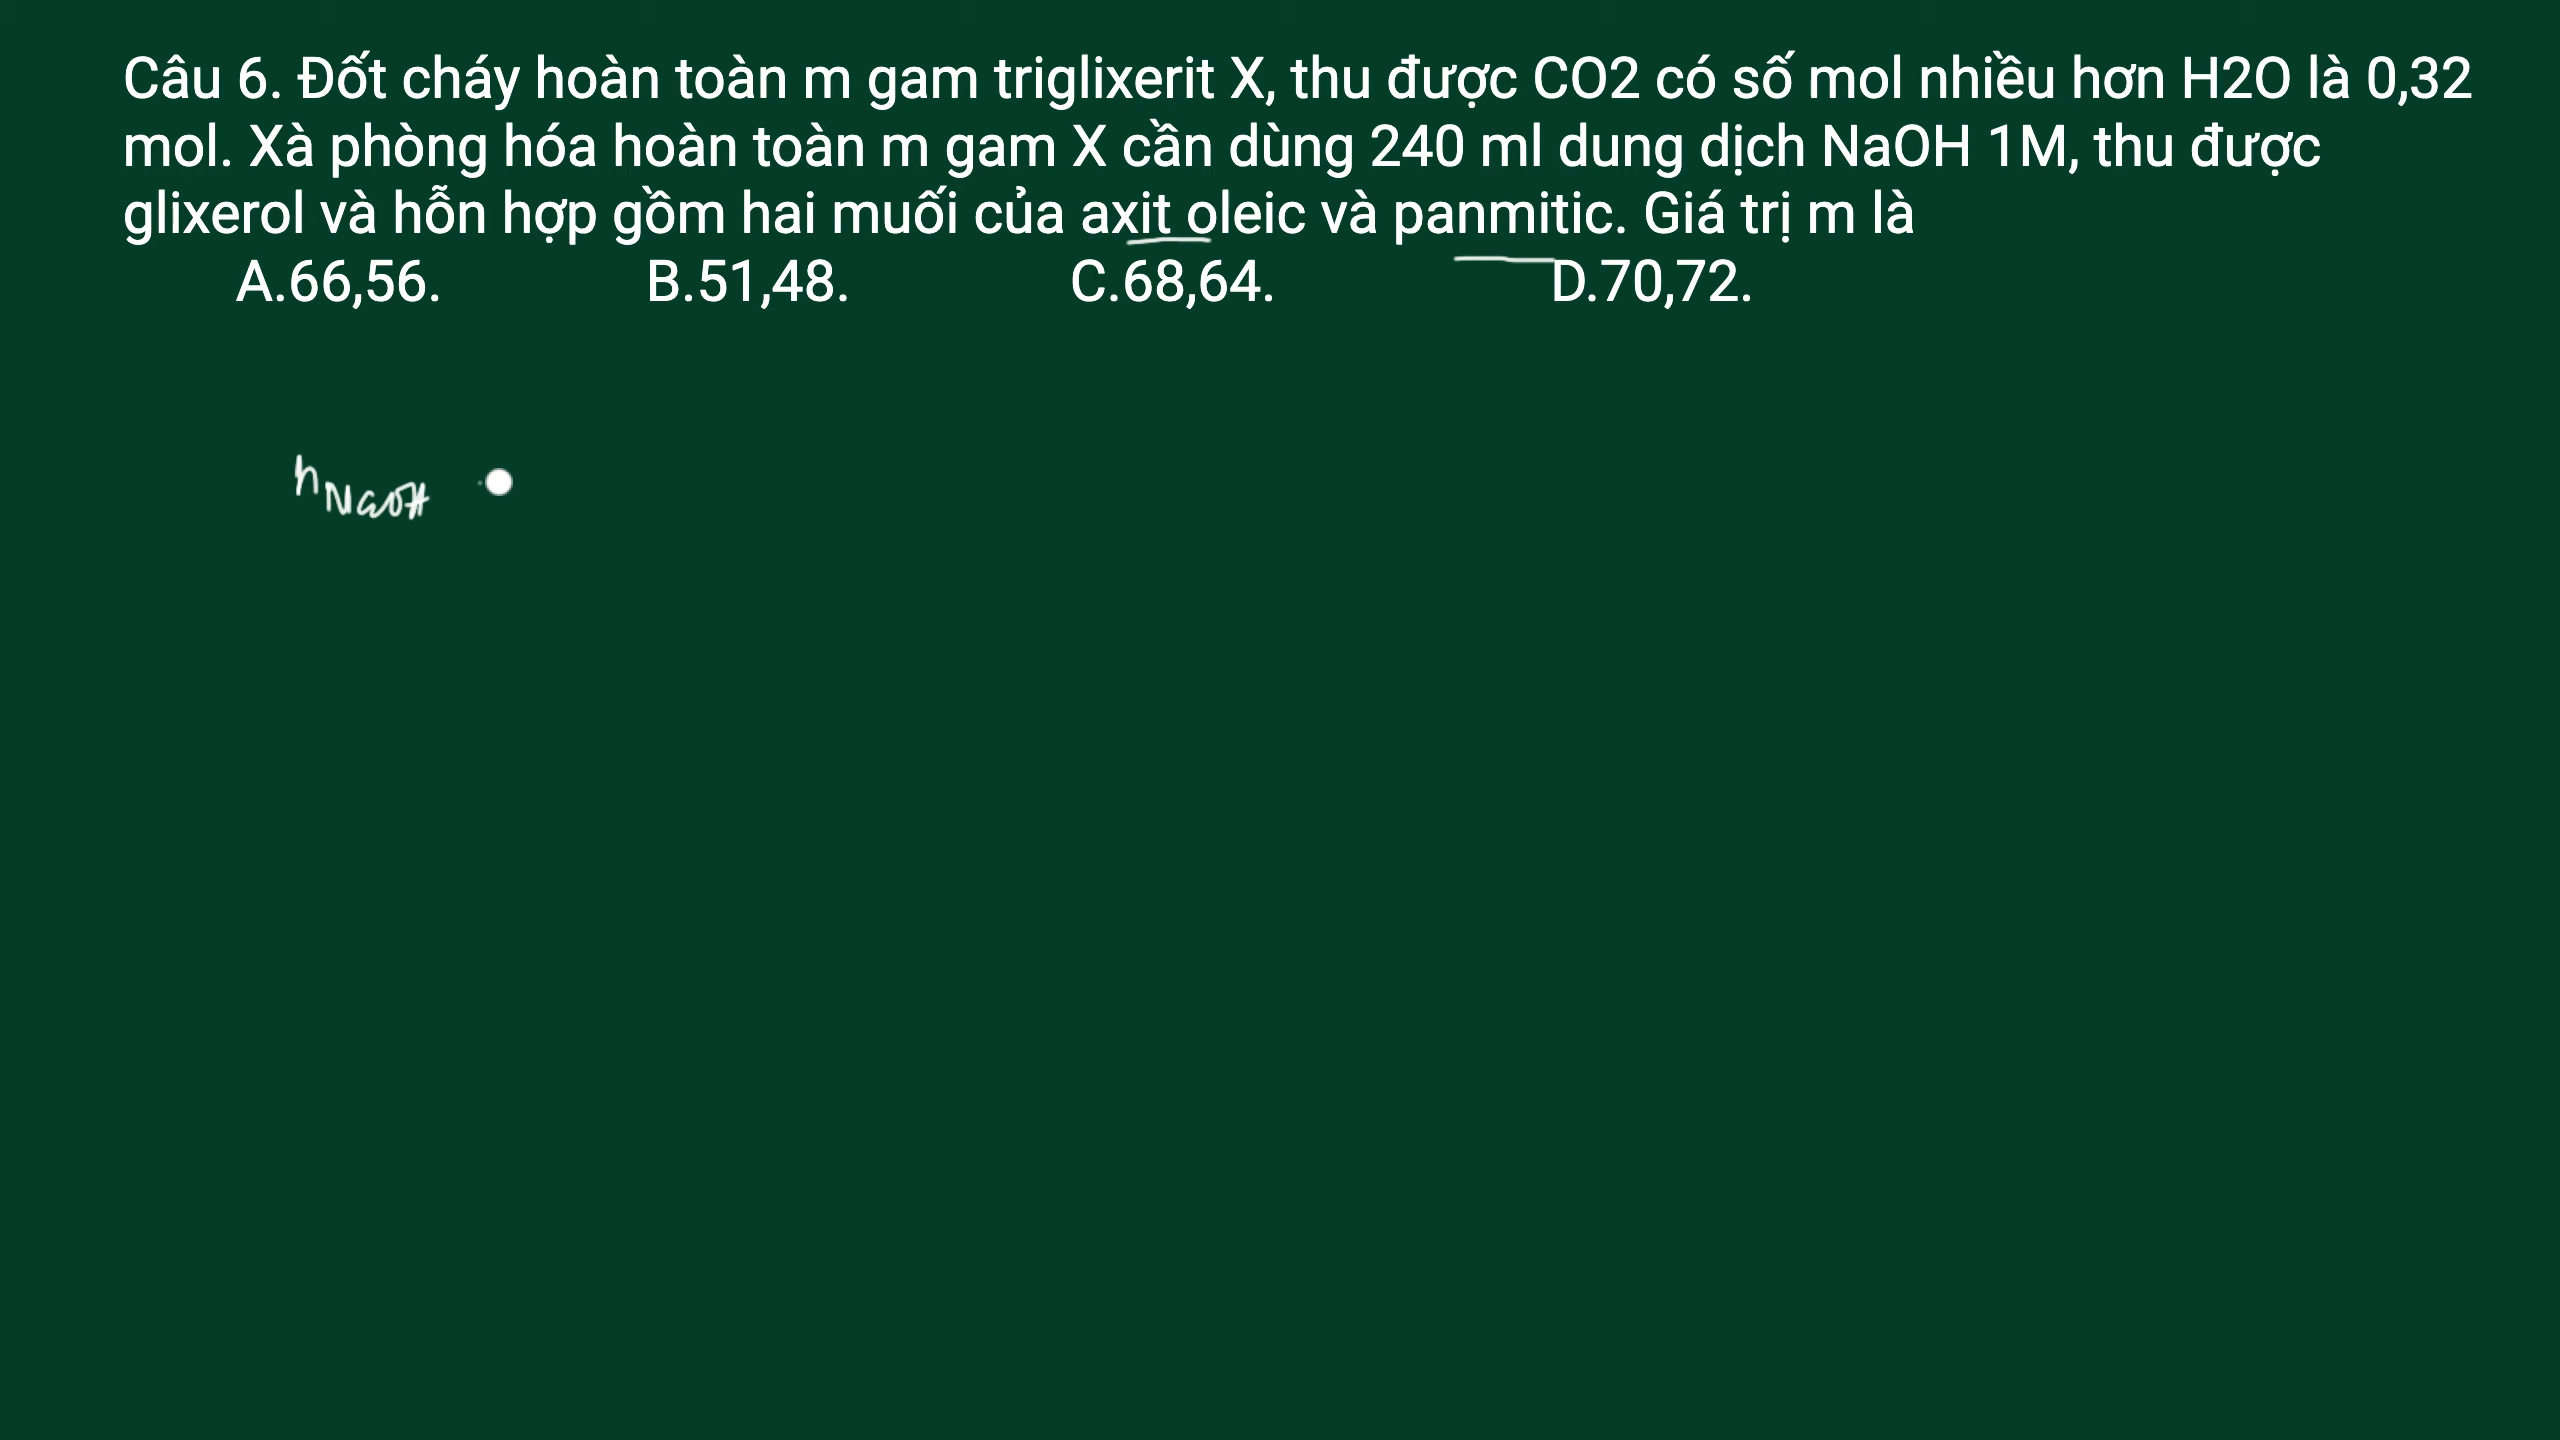 Câu 6. Đốt cháy hoàn toàn m gam triglixerit X, thu được CO2 có số mol nhiều hơn H2O là 0,32
mol. Xà phòng hóa hoàn toàn m gam X cần dùng 240 ml dung dịch NaOH 1M, thu được
glixerol và hỗn hợp gồm hai muối của axit oleic và panmitic. Giá trị m là
A.66,56. B.51,48. C.68,64. D.70,72.
n NaOH